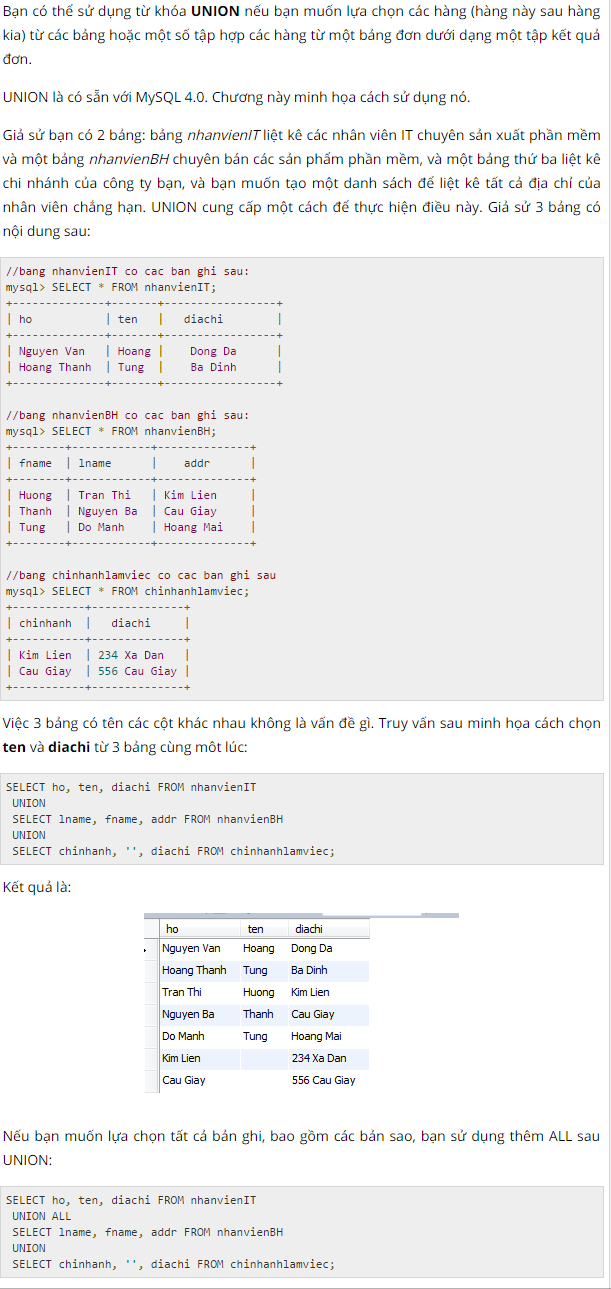 Bạn có thể sử dụng từ khóa UNION nếu bạn muốn lựa chọn các hàng (hàng này sau hàng
kia) từ các bảng hoặc một số tập hợp các hàng từ một bảng đơn dưới dạng một tập kết quả
đơn.
UNION là có sẵn với MySQL 4.0. Chương này minh họa cách sử dụng nó.
Giả sử bạn có 2 bảng: bảng nhanvienIT liệt kê các nhân viên IT chuyên sản xuất phần mềm
và một bảng nhanvienBH chuyên bán các sản phẩm phần mềm, và một bảng thứ ba liệt kê
chi nhánh của công ty bạn, và bạn muốn tạo một danh sách để liệt kê tất cả địa chỉ của
nhân viên chẳng hạn. UNION cung cấp một cách để thực hiện điều này. Giả sử 3 bảng có
nội dung sau:
//bang nhanvienIT co cac ban ghi sau:
mysql> SELECT * FROM nhanvienIT;
+---------------+-------+-----------------+
| ho            | ten   |   diachi        |
+---------------+-------+-----------------+
| Nguyen Van    | Hoang |    Dong Da      |
| Hoang Thanh   | Tung  |    Ba Dinh      |
+---------------+-------+-----------------+
//bang nhanvienBH co cac ban ghi sau:
mysql> SELECT * FROM nhanvienBH;
+--------+------------+--------------+
| fname  | lname      |    addr      |
+--------+------------+--------------+
| Huong  | Tran Thi   | Kim Lien     |
| Thanh  | Nguyen Ba  | Cau Giay     |
| Tung   | Do Manh    | Hoang Mai    |
+--------+------------+--------------+
//bang chinhanhlamviec co cac ban ghi sau
mysql> SELECT * FROM chinhanhlamviec;
+-----------+--------------+
| chinhanh  |   diachi     |
+-----------+--------------+
| Kim Lien  | 234 Xa Dan   |
| Cau Giay  | 556 Cau Giay |
+-----------+--------------+
Việc 3 bảng có tên các cột khác nhau không là vấn đề gì. Truy vấn sau minh họa cách chọn
ten và diachi từ 3 bảng cùng một lúc:
SELECT ho, ten, diachi FROM nhanvienIT
UNION
SELECT lname, fname, addr FROM nhanvienBH
UNION
SELECT chinhanh, '', diachi FROM chinhanhlamviec;
Kết quả là:
ho ten diachi
Nguyen Van Hoang Dong Da
Hoang Thanh Tung Ba Dinh
Tran Thi Huong Kim Lien
Nguyen Ba Thanh Cau Giay
Do Manh Tung Hoang Mai
Kim Lien 234 Xa Dan
Cau Giay 556 Cau Giay
Nếu bạn muốn lựa chọn tất cả bản ghi, bao gồm các bản sao, bạn sử dụng thêm ALL sau
UNION:
SELECT ho, ten, diachi FROM nhanvienIT
UNION ALL
SELECT lname, fname, addr FROM nhanvienBH
UNION
SELECT chinhanh, '', diachi FROM chinhanhlamviec;